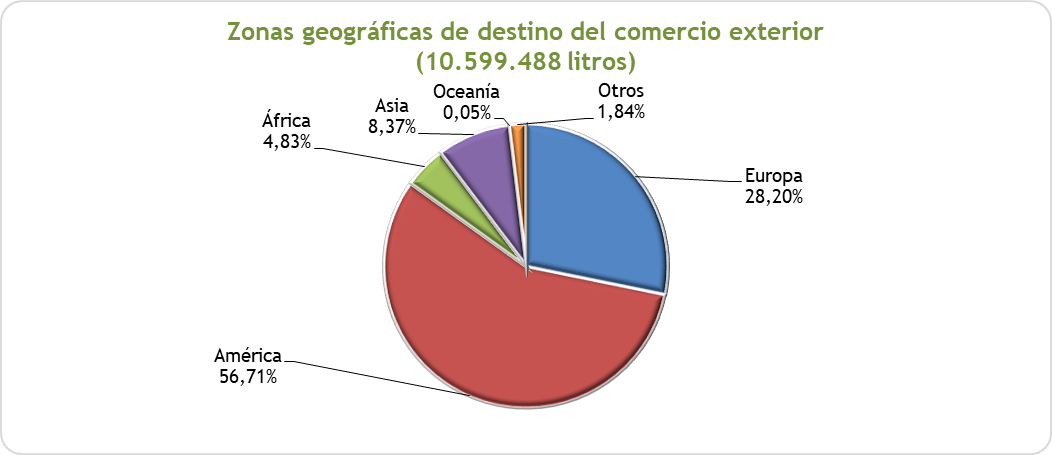 Zonas geográficas de destino del comercio exterior
(10.599.488 litros)
Oceanía
0,05%
Otros
1,84%
Asia
8,37%
África
4,83%
Europa
28,20%
América
56,71%